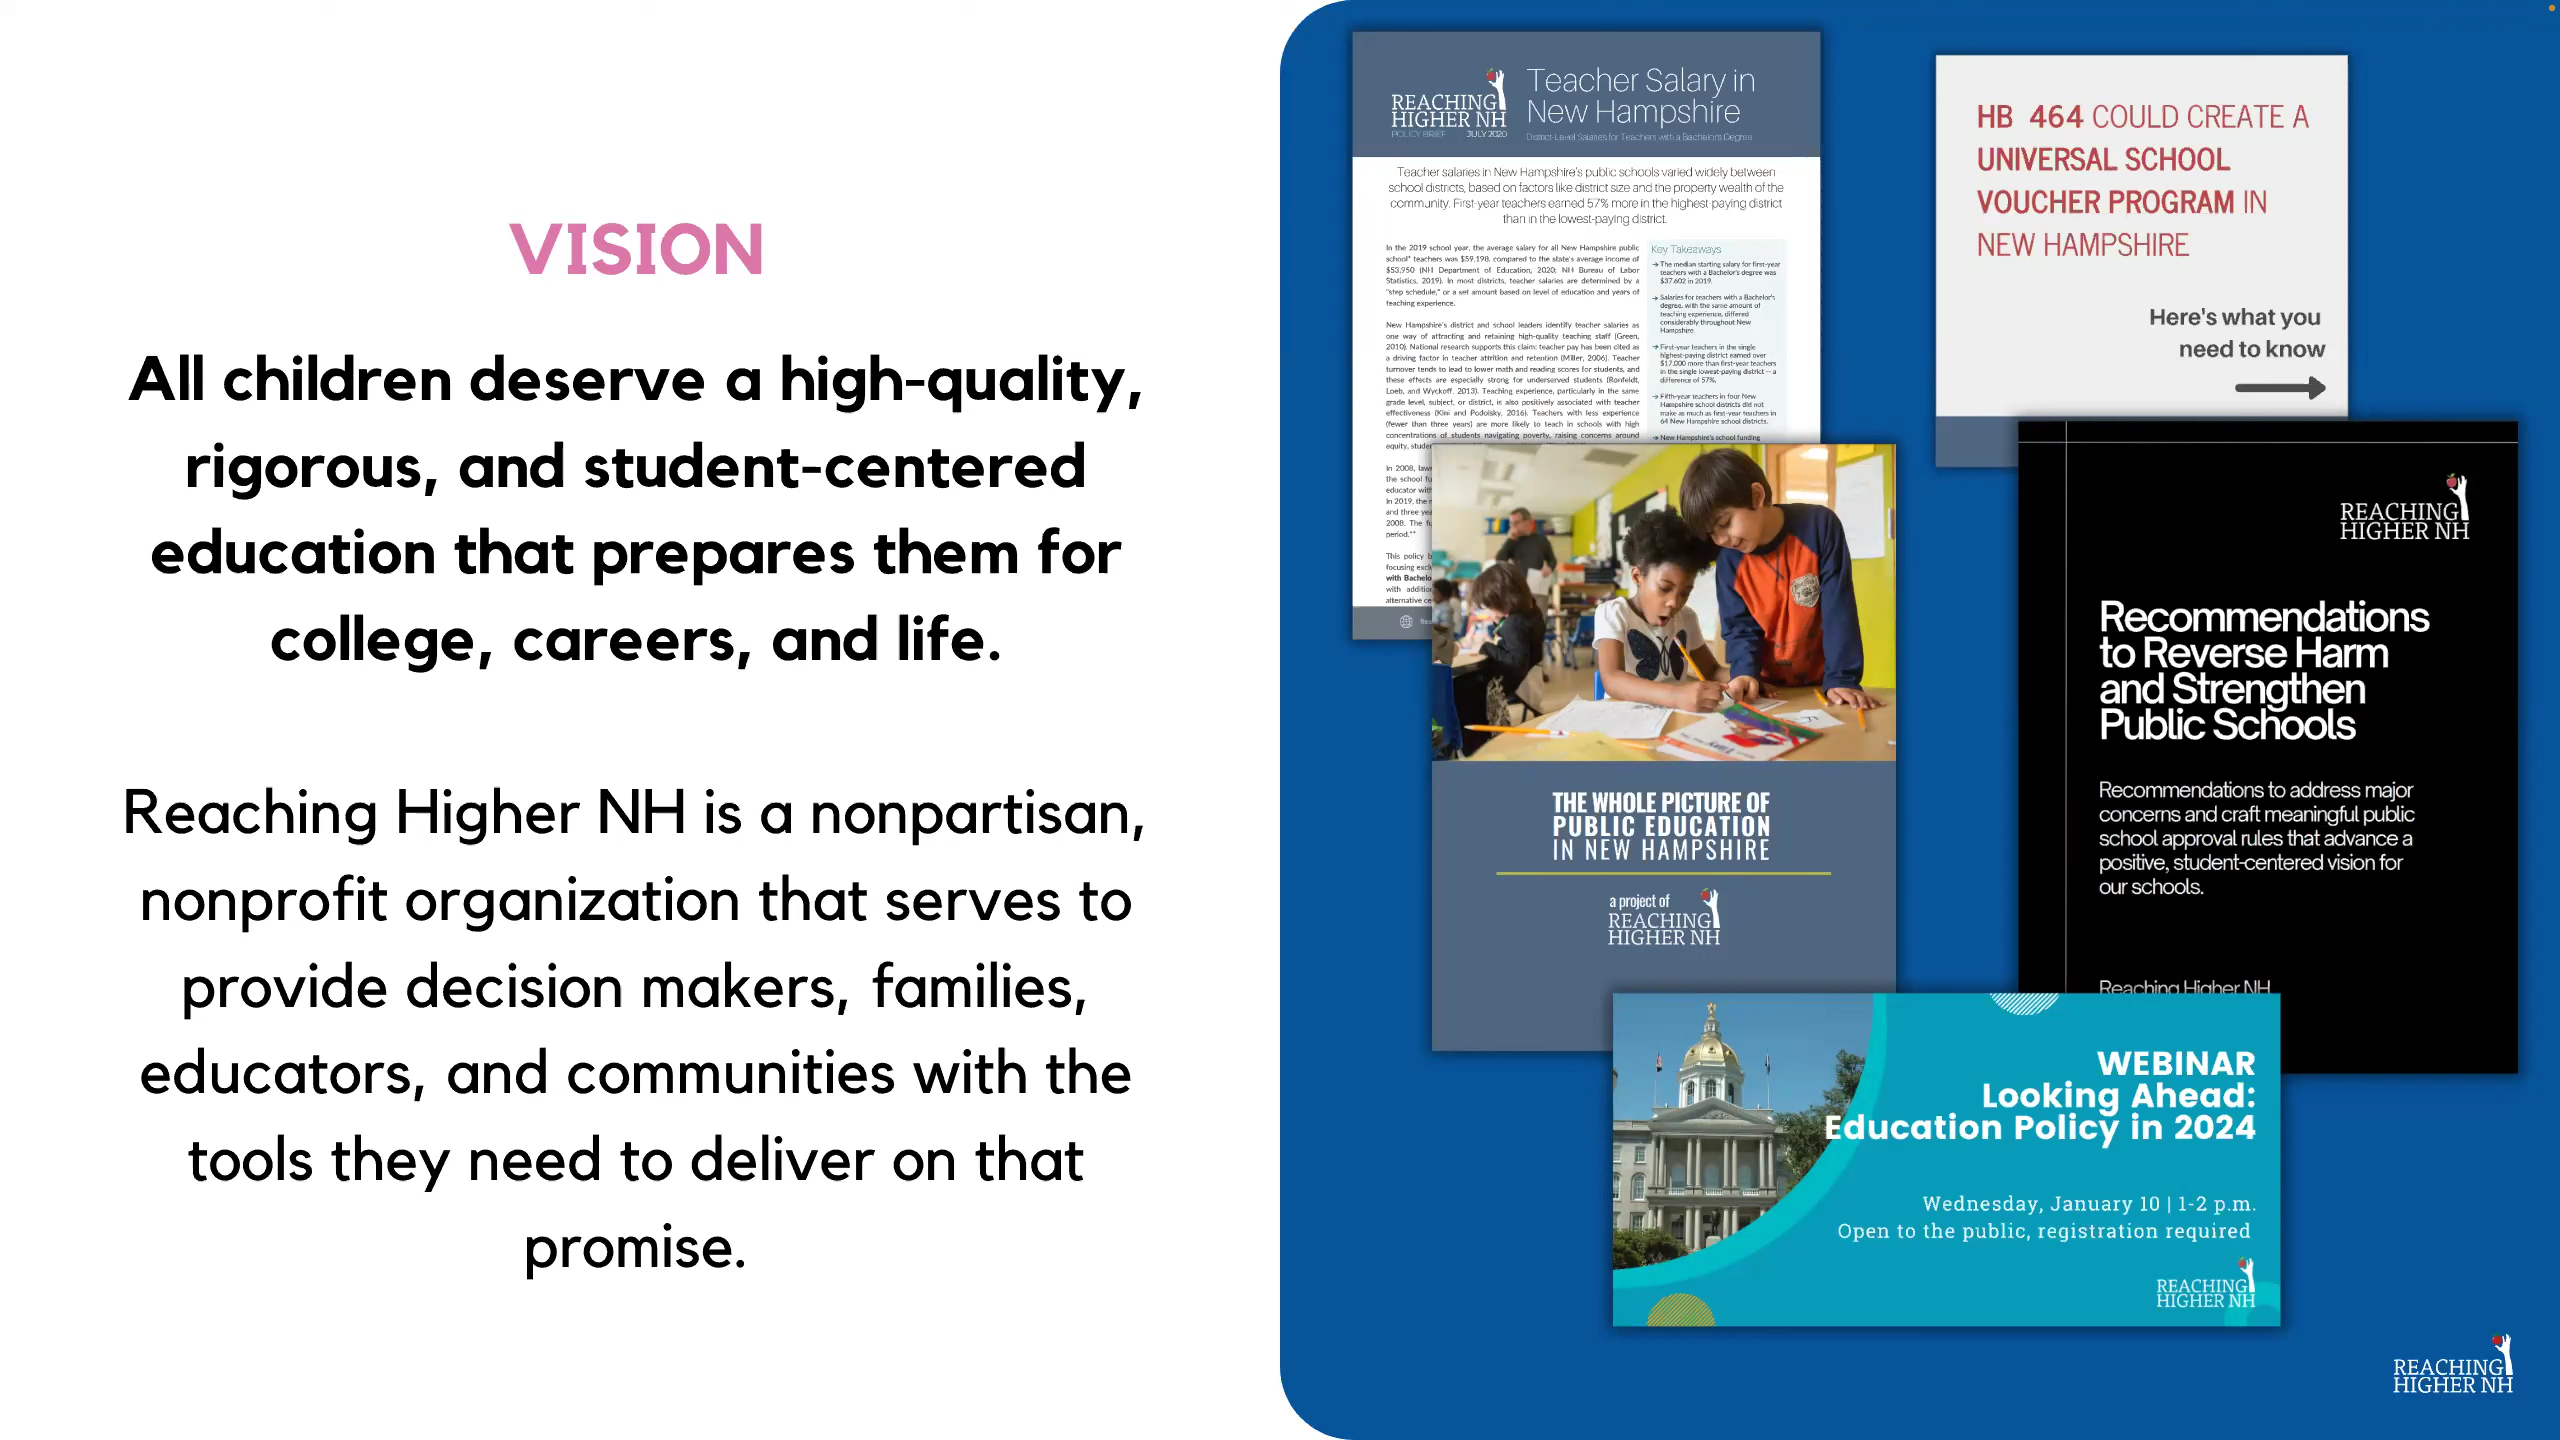 VISION
All children deserve a high-quality,
rigorous, and student-centered
education that prepares them for
college, careers, and life.
Reaching Higher NH is a nonpartisan,
nonprofit organization that serves to
provide decision makers, families,
educators, and communities with the
tools they need to deliver on that
promise.
REACHING
HIGHER NH
POLICY BRIEF JULY 2020
Teacher Salary in
New Hampshire
District-Level Salaries for Teachers with a Bachelor's Degree
Teacher salaries in New Hampshire's public schools varied widely between
school districts, based on factors like district size and the property wealth of the
community. First-year teachers earned 57% more in the highest-paying district
than in the lowest-paying district.
In the 2019 school year, the average salary for all New Hampshire public
school* teachers was $59,198, compared to the state's average income of
$53,950 (NH Department of Education, 2020; NH Bureau of Labor
Statistics, 2019). In most districts, teacher salaries are determined by a
"step schedule," or a set amount based on level of education and years of
teaching experience.
New Hampshire's district and school leaders identify teacher salaries as
one way of attracting and retaining high-quality teaching staff (Green,
2010). National research supports this claim: teacher pay has been cited as
a driving factor in teacher attrition and retention (Miller, 2006). Teacher
turnover tends to lead to lower math and reading scores for students, and
these effects are especially strong for underserved students (Ronfeldt,
Loeb, and Wyckoff, 2013). Teaching experience, particularly in the same
grade level, subject, or district, is also positively associated with teacher
effectiveness (Kini and Podolsky, 2016). Teachers with less experience
(fewer than three years) are more likely to teach in schools with high
concentrations of students navigating poverty, raising concerns around
equity, stude
In 2008, law
the school fu
educator with
In 2019, the
and three yea
2008. The fu
period.**
This policy b
focusing excl
with Bachelo
with addition
alternative ce
Key Takeaways
→ The median starting salary for first-year
teachers with a Bachelor's degree was
$37,602 in 2019.
→ Salaries for teachers with a Bachelor's
degree, with the same amount of
teaching experience, differed
considerably throughout New
Hampshire.
→ First-year teachers in the single
highest-paying district earned over
$17,000 more than first-year teachers
in the single lowest-paying district -- a
difference of 57%.
→ Fifth-year teachers in four New
Hampshire school districts did not
make as much as first-year teachers in
64 New Hampshire school districts.
→ New Hampshire's school funding
HB 464 COULD CREATE A
UNIVERSAL SCHOOL
VOUCHER PROGRAM IN
NEW HAMPSHIRE
Here's what you
need to know
THE WHOLE PICTURE OF
PUBLIC EDUCATION
IN NEW HAMPSHIRE
a project of
REACHING
HIGHER NH
REACHING
HIGHER NH
Recommendations
to Reverse Harm
and Strengthen
Public Schools
Recommendations to address major
concerns and craft meaningful public
school approval rules that advance a
positive, student-centered vision for
our schools.
Reaching Higher NH
WEBINAR
Looking Ahead:
Education Policy in 2024
Wednesday, January 10 | 1-2 p.m.
Open to the public, registration required
REACHING
HIGHER NH
REACHING
HIGHER NH